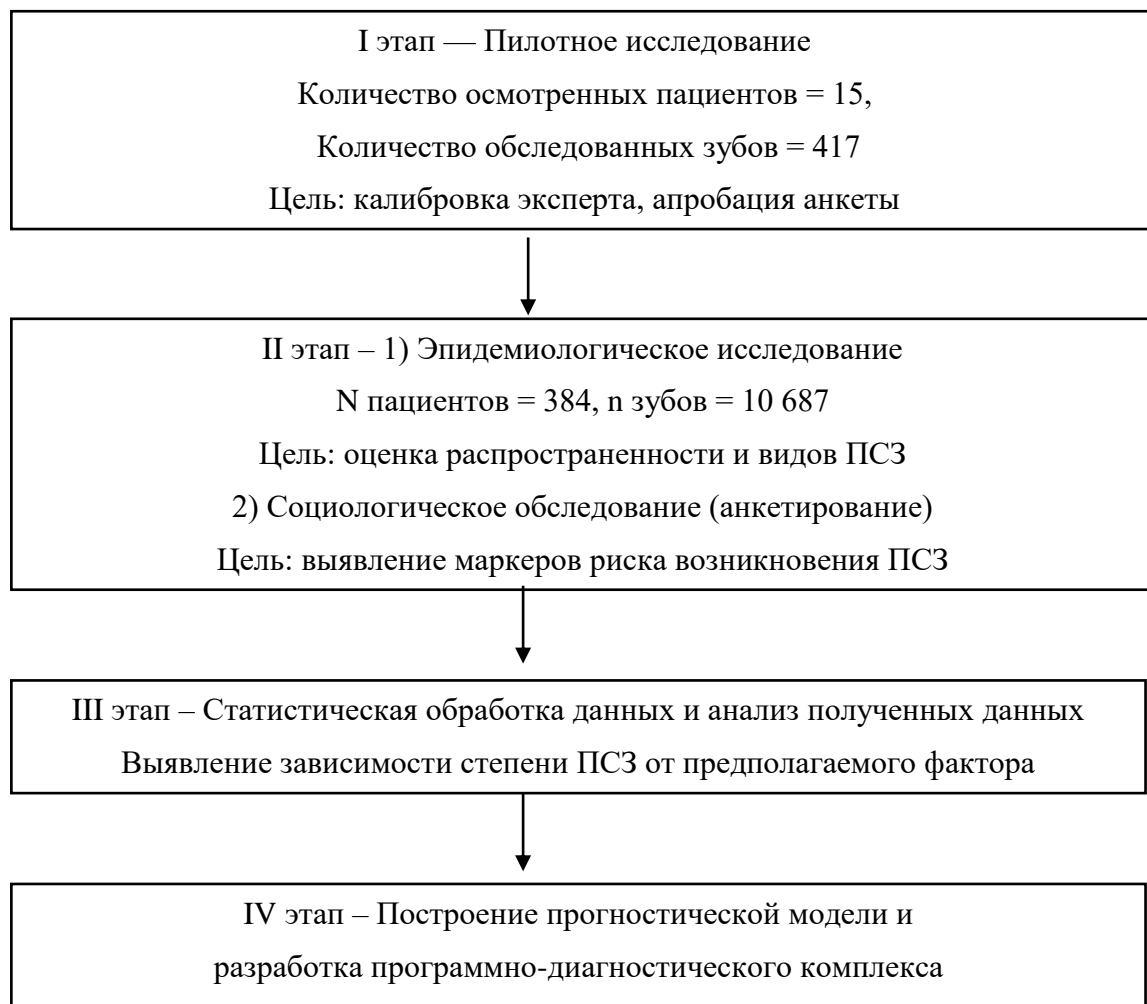 I этап — Пилотное исследование
Количество осмотренных пациентов = 15,
Количество обследованных зубов = 417
Цель: калибровка эксперта, апробация анкеты
II этап – 1) Эпидемиологическое исследование
N пациентов = 384, n зубов = 10 687
Цель: оценка распространенности и видов ПСЗ
2) Социологическое обследование (анкетирование)
Цель: выявление маркеров риска возникновения ПСЗ
III этап – Статистическая обработка данных и анализ полученных данных
Выявление зависимости степени ПСЗ от предполагаемого фактора
IV этап – Построение прогностической модели и
разработка программно-диагностического комплекса